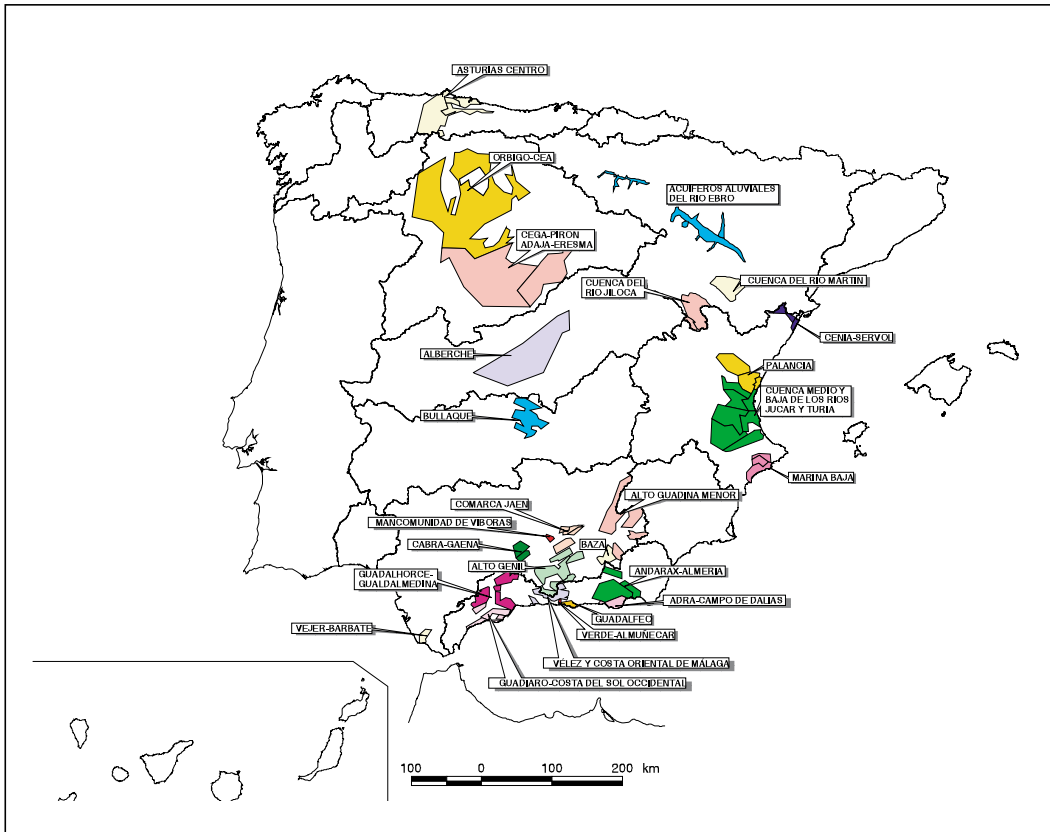 ASTURIAS CENTRO
ORBIGO-CEA
ACUIFEROS ALUVIALES
DEL RIO EBRO
CEGA-PIRON
ADAJA-ERESMA
CUENCA DEL
RIO JILOCA
CUENCA DEL RIO MARTIN
CENIA-SERVOL
ALBERCHE
PALANCIA
CUENCA MEDIO Y
BAJA DE LOS RIOS
JUCAR Y TURIA
BULLAQUE
MARINA BAJA
ALTO GUADINA MENOR
COMARCA JAEN
MANCOMUNIDAD DE VIBORAS
CABRA-GAENA
BAZA
ALTO GENIL
GUADALHORCE-
GUALDALMEDINA
ANDARAX-ALMERIA
ADRA-CAMPO DE DALIAS
GUADALFEO
VERDE-ALMUÑECAR
VEJER-BARBATE
VÉLEZ Y COSTA ORIENTAL DE MÁLAGA
GUADIARO-COSTA DEL SOL OCCIDENTAL
100 0 100 200 km